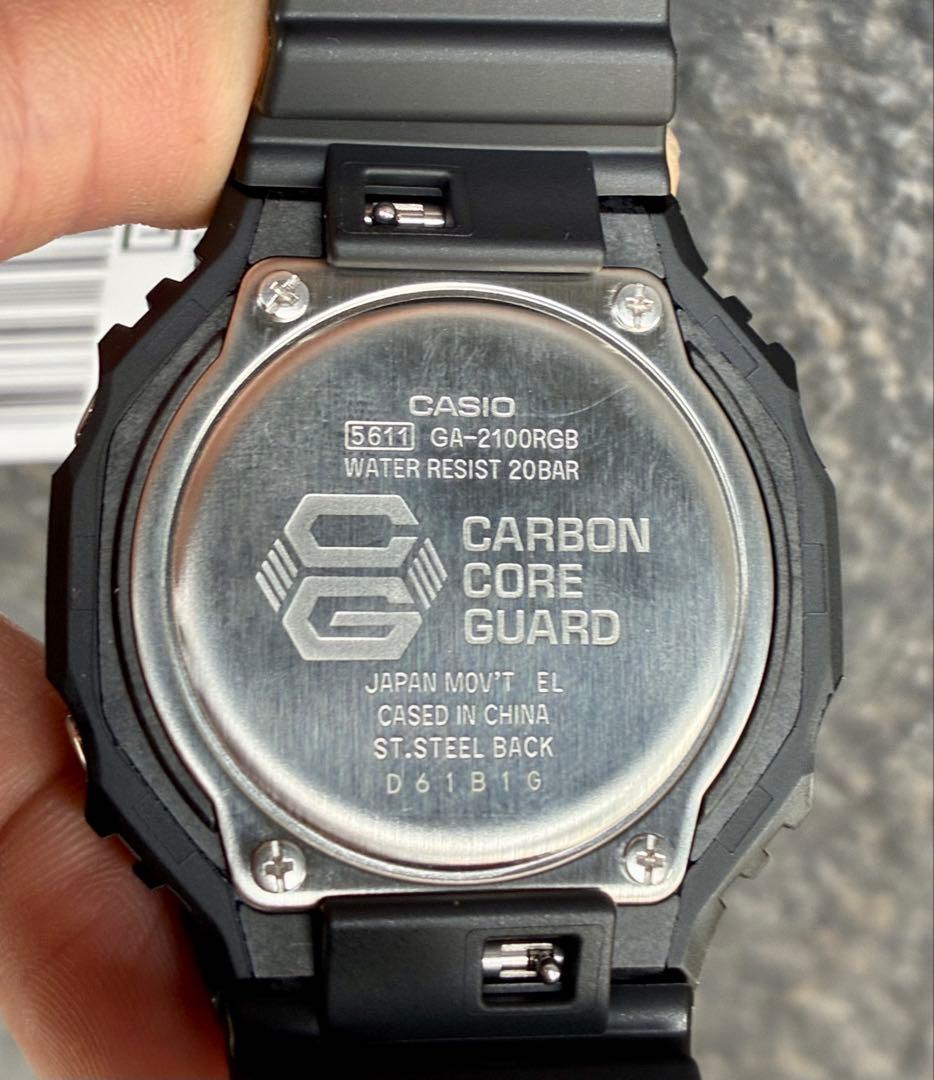 CASIO
5611 GA-2100RGB
WATER RESIST 20BAR
CG
CARBON
CORE
GUARD
JAPAN MOV'T EL
CASED IN CHINA
ST.STEEL BACK
D61B1G